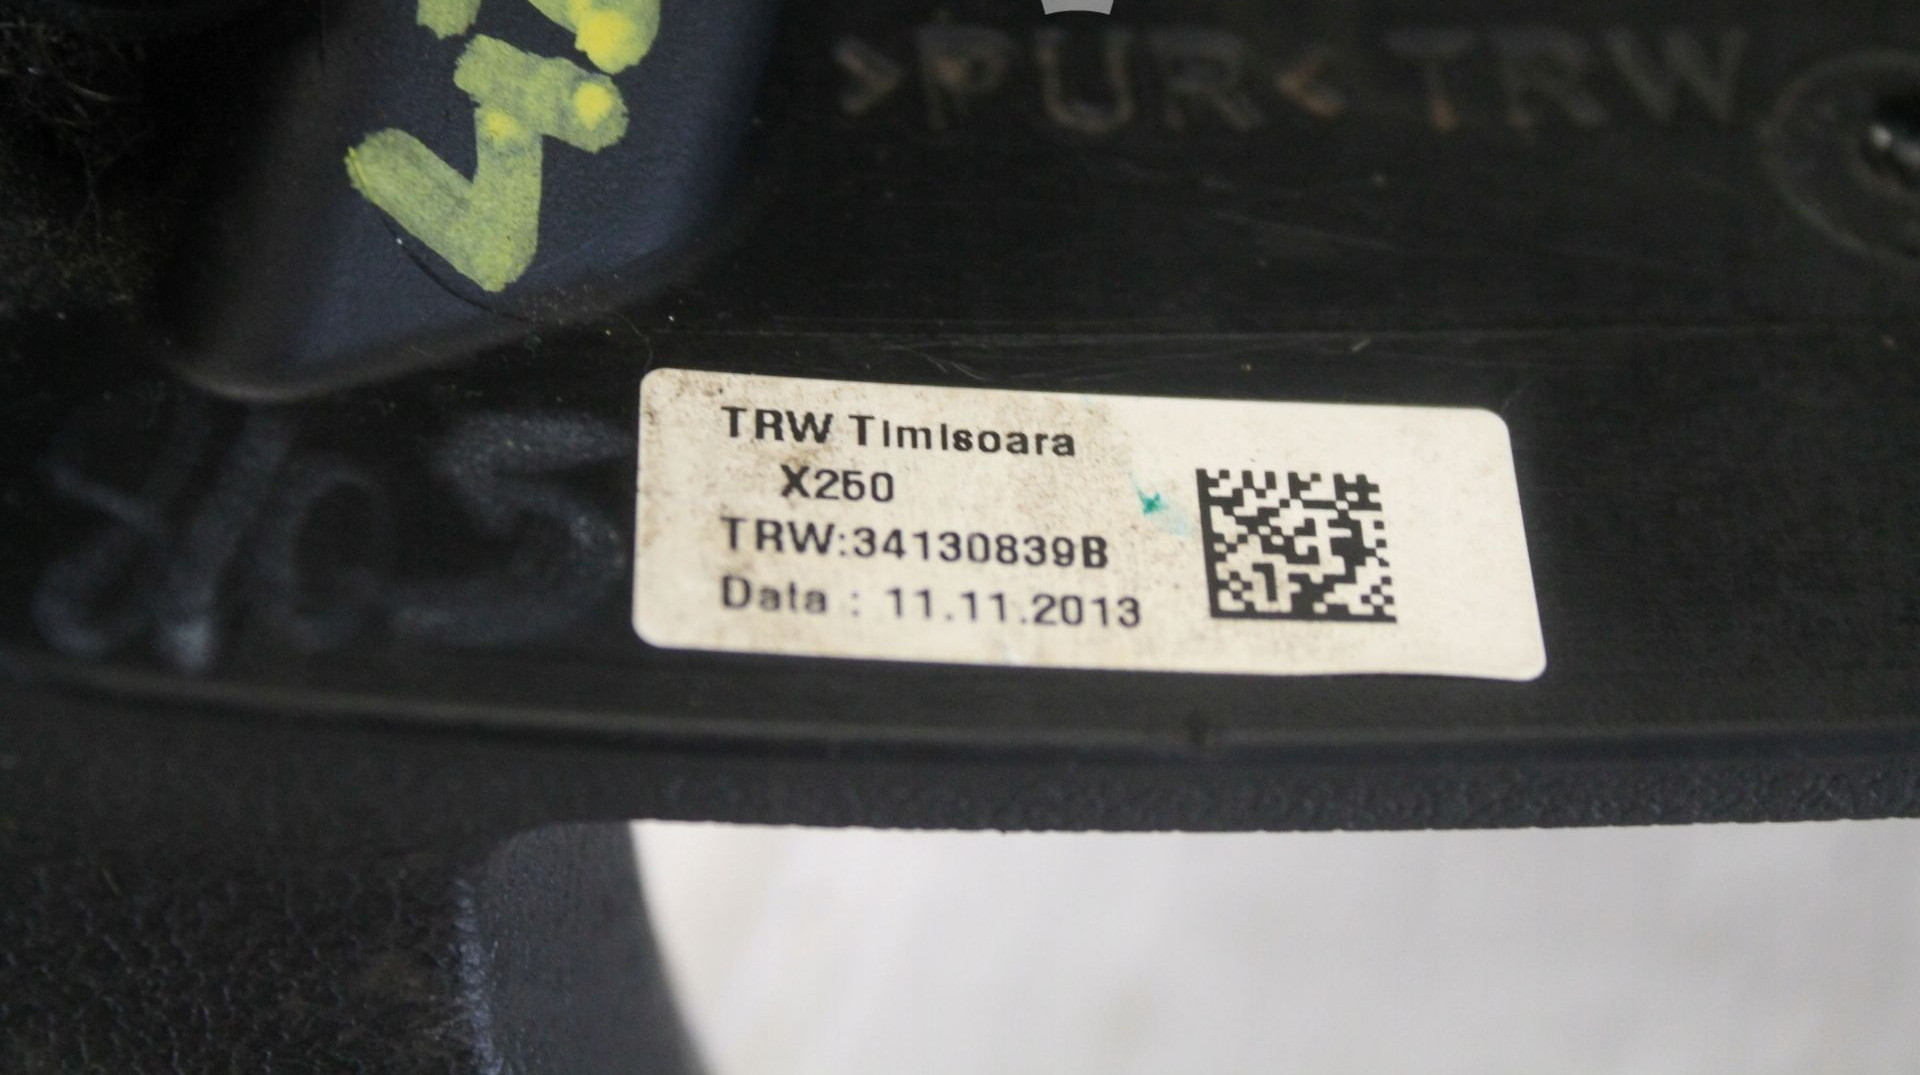 >PUR< TRW
TRW Timisoara
X250
TRW:34130839B
Data : 11.11.2013